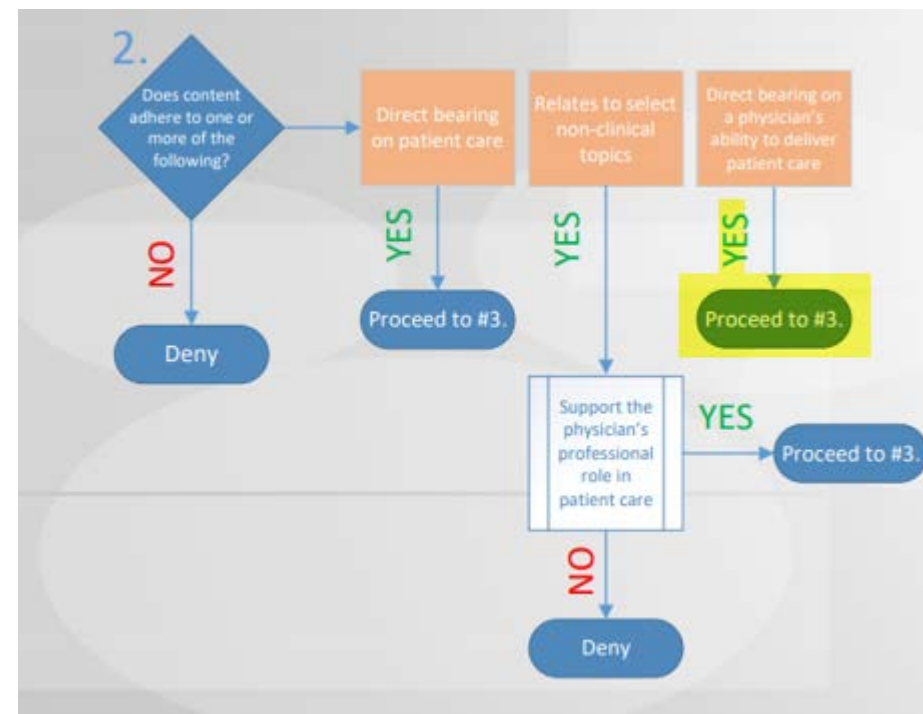 2.
Does content
adhere to one or
more of the
following?
Direct bearing
on patient care
Relates to select
non-clinical
topics
Direct bearing on
a physician's
ability to deliver
patient care
NO
YES
YES
YES
Deny
Proceed to #3.
Proceed to #3.
Support the
physician's
professional
role in
patient care
YES
Proceed to #3.
NO
Deny